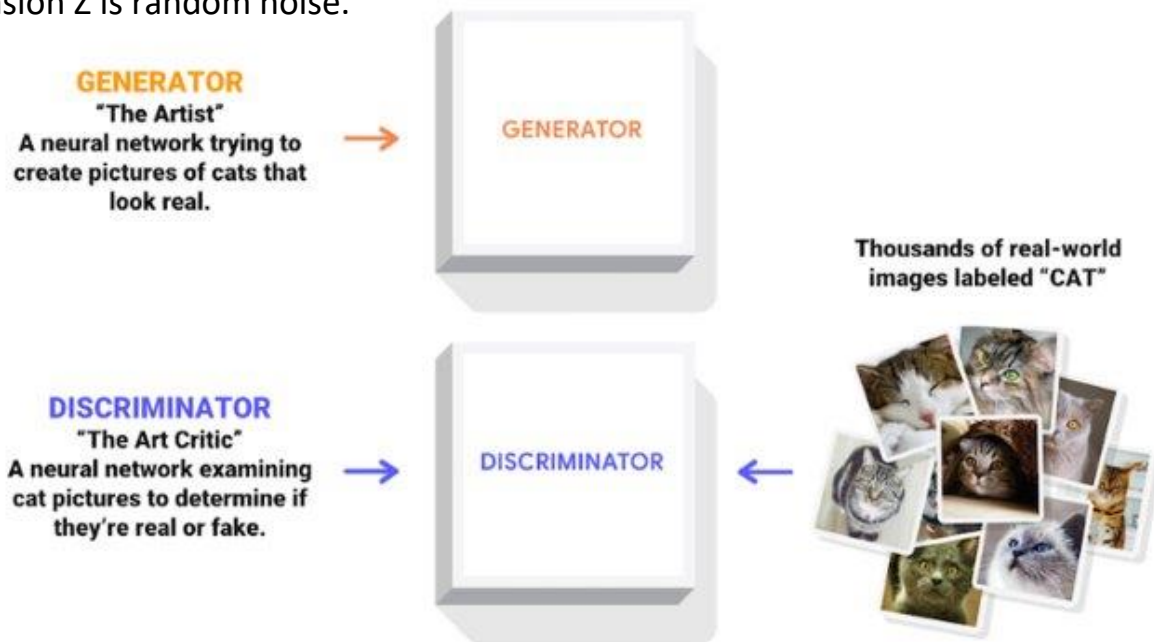 sion Z is random noise.
GENERATOR
"The Artist"
A neural network trying to
create pictures of cats that
look real.
GENERATOR
Thousands of real-world
images labeled "CAT"
DISCRIMINATOR
"The Art Critic"
A neural network examining
cat pictures to determine if
they're real or fake.
DISCRIMINATOR